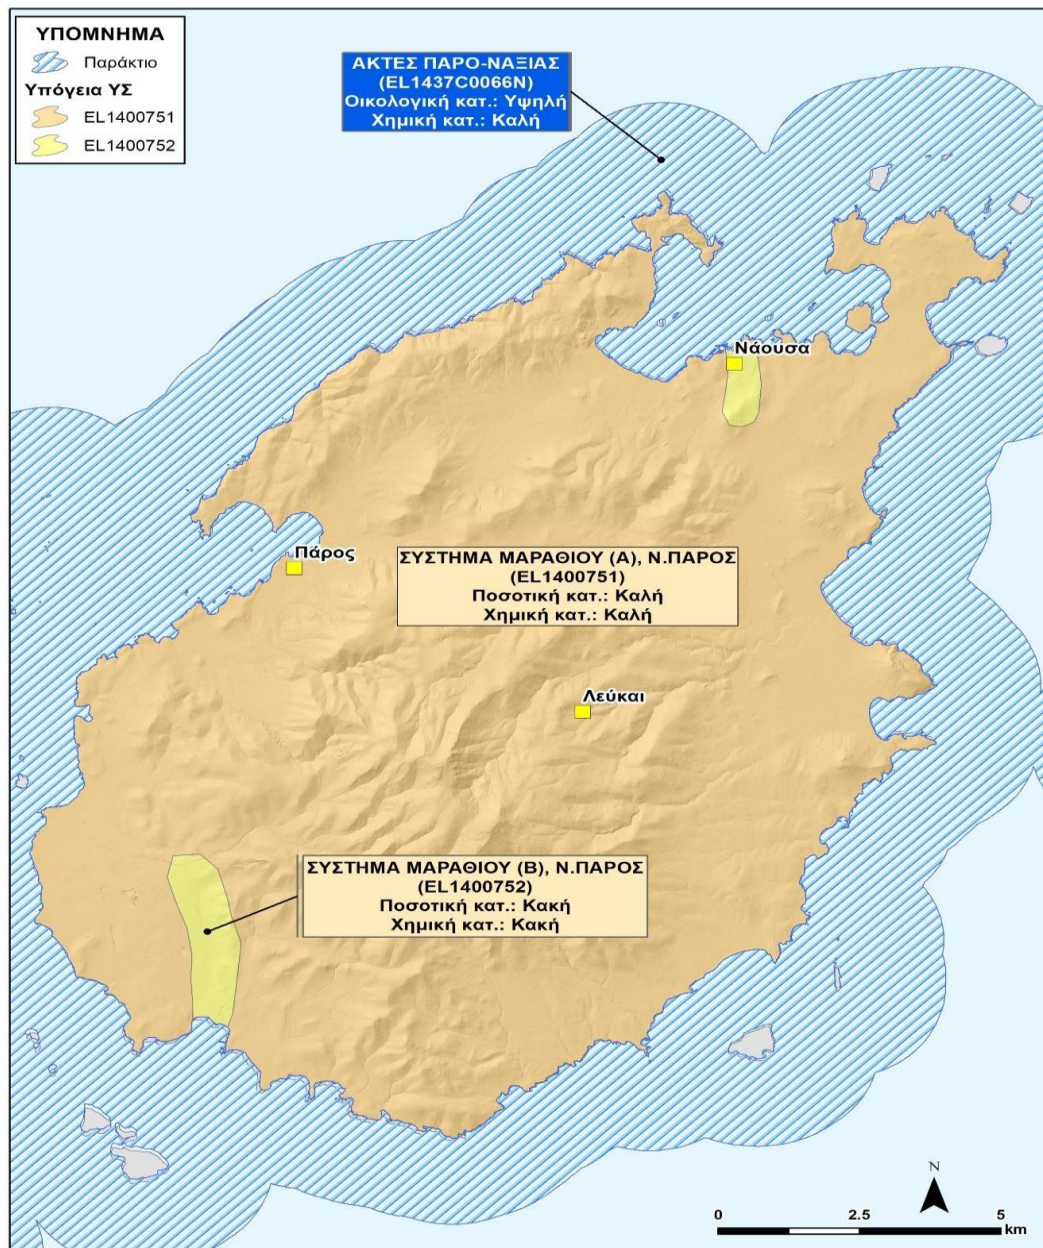 ΥΠΟΜΝΗΜΑ
Παράκτιο
Υπόγεια ΥΣ
EL1400751
EL1400752
ΑΚΤΕΣ ΠΑΡΟ-ΝΑΞΙΑΣ
(EL1437C0066N)
Οικολογική κατ.: Υψηλή
Χημική κατ.: Καλή
Νάουσα
Πάρος
ΣΥΣΤΗΜΑ ΜΑΡΑΘΙΟΥ (Α), Ν.ΠΑΡΟΣ
(EL1400751)
Ποσοτική κατ.: Καλή
Χημική κατ.: Καλή
Λεύκαι
ΣΥΣΤΗΜΑ ΜΑΡΑΘΙΟΥ (Β), Ν.ΠΑΡΟΣ
(EL1400752)
Ποσοτική κατ.: Κακή
Χημική κατ.: Κακή
N
0 2.5 5
km